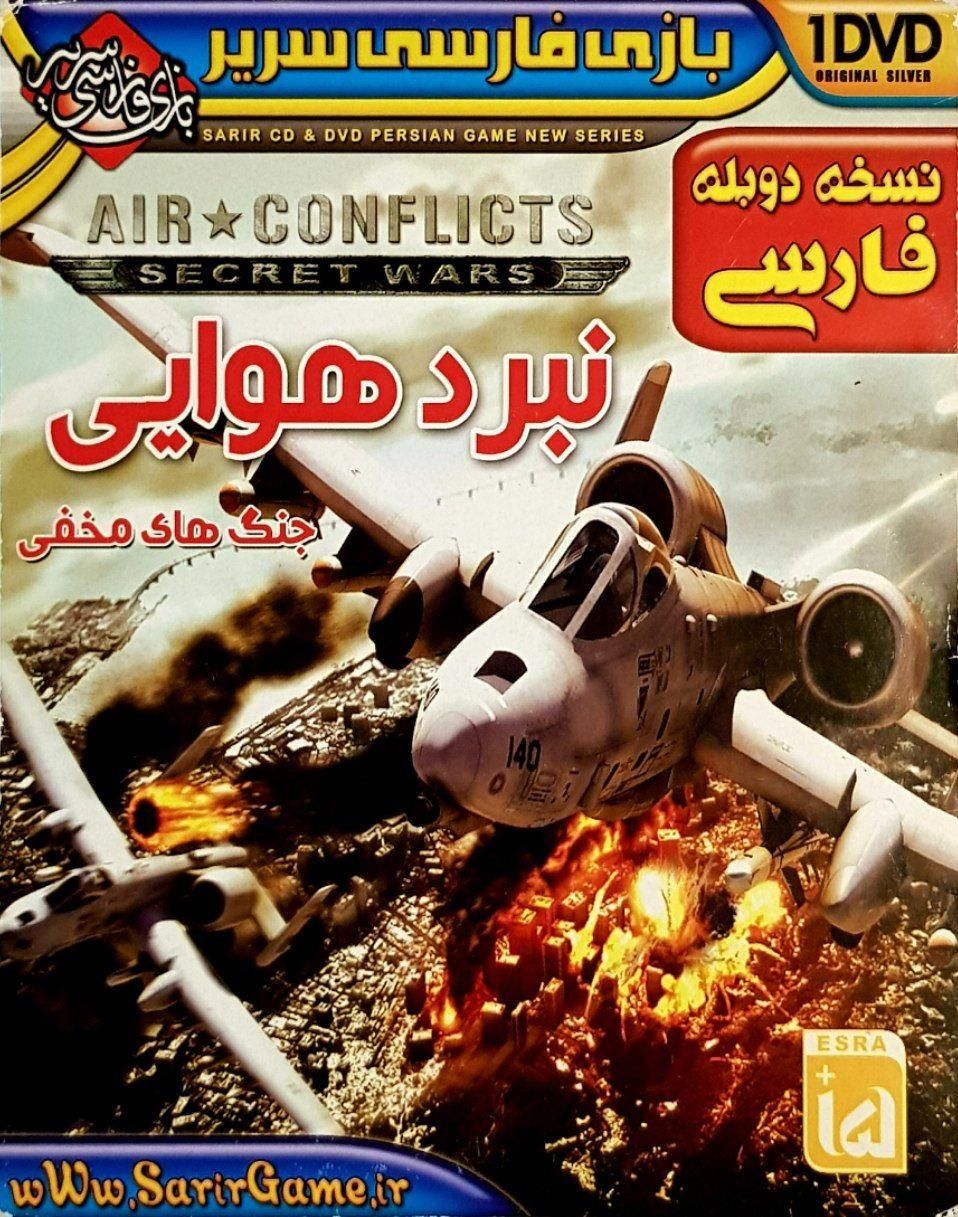 بازی فارسی سریر
بازی فارسی سریر
1DVD
ORIGINAL SILVER
SARIR CD & DVD PERSIAN GAME NEW SERIES
نسخه دوبله
فارسی
AIR★CONFLICTS
SECRET WARS
نبرد هوایی
جنگ های مخفی
140
ESRA
+۱۵
wWw.SarirGame.ir